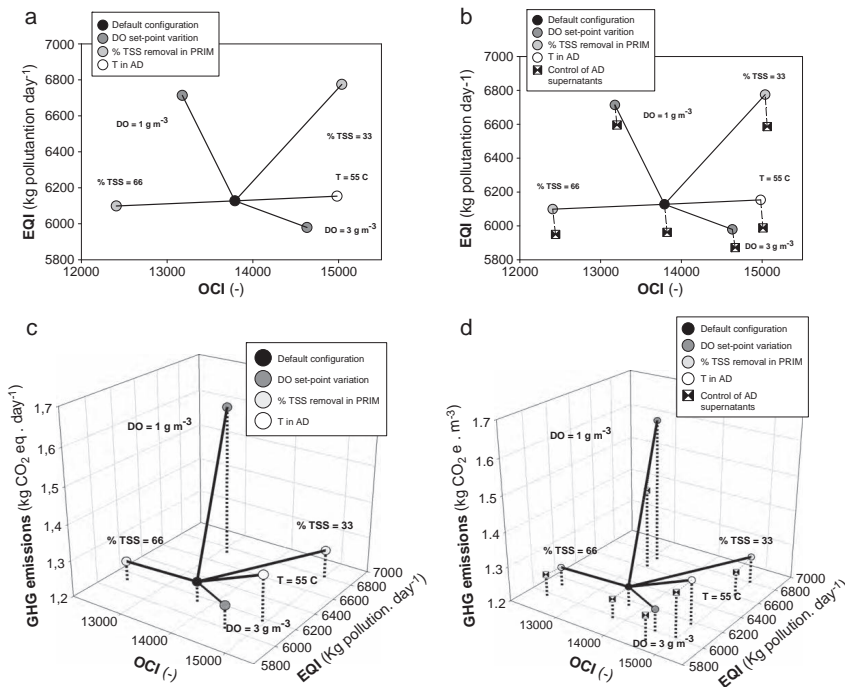 a
Default configuration
DO set-point varition
% TSS removal in PRIM
T in AD
EQI (kg pollutantion day-1)
7000
6800
6600
6400
6200
6000
5800
DO = 1 g m-3
% TSS = 33
% TSS = 66
T = 55 C
DO = 3 g m-3
12000 13000 14000 15000
OCI (-)
b
Default configuration
DO set-point variation
% TSS removal in PRIM
T in AD
Control of AD
supernatants
EQI (kg pollutantion day-1)
7000
6800
6600
6400
6200
6000
5800
% TSS = 33
DO = 1 g m-3
% TSS = 66
T = 55 C
DO = 3 g m-3
12000 13000 14000 15000
OCI (-)
c
Default configuration
DO set-point variation
% TSS removal in PRIM
T in AD
GHG emissions (kg CO2 eq. day-1)
1,7
1,6
1,5
1,4
1,3
1,2
DO = 1 g m-3
% TSS = 66
% TSS = 33
T = 55 C
DO = 3 g m-3
13000
14000
15000
OCI (-)
7000
6800
6600
6400
6200
6000
5800
EQI (Kg pollution. day-1)
d
Default configuration
DO set-point variation
% TSS removal in PRIM
T in AD
Control of AD
supernatants
GHG emissions (kg CO2 e . m-3)
1.7
1.6
1.5
1.4
1.3
1.2
DO = 1 g m-3
% TSS = 66
% TSS = 33
T = 55 C
DO = 3 g m-3
13000
14000
15000
OCI (-)
7000
6800
6600
6400
6200
6000
5800
EQI (Kg pollution. day-1)